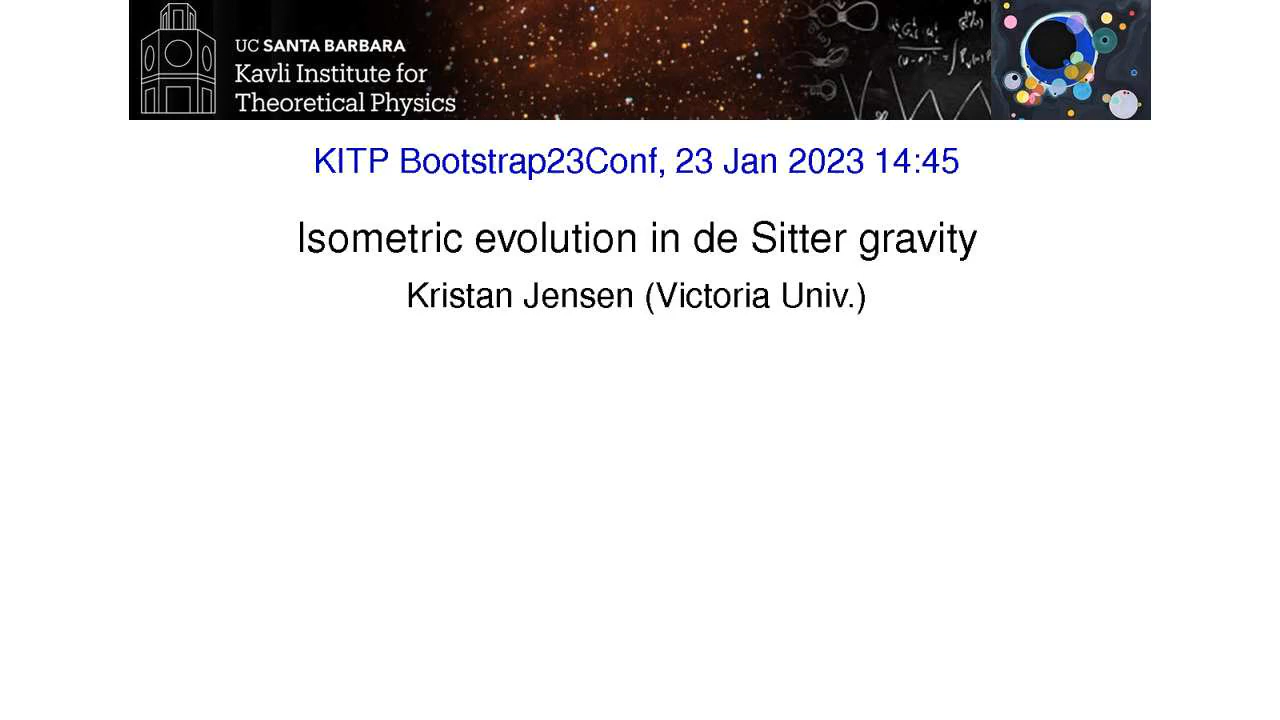 UC SANTA BARBARA
Kavli Institute for
Theoretical Physics
KITP Bootstrap23Conf, 23 Jan 2023 14:45
Isometric evolution in de Sitter gravity
Kristan Jensen (Victoria Univ.)